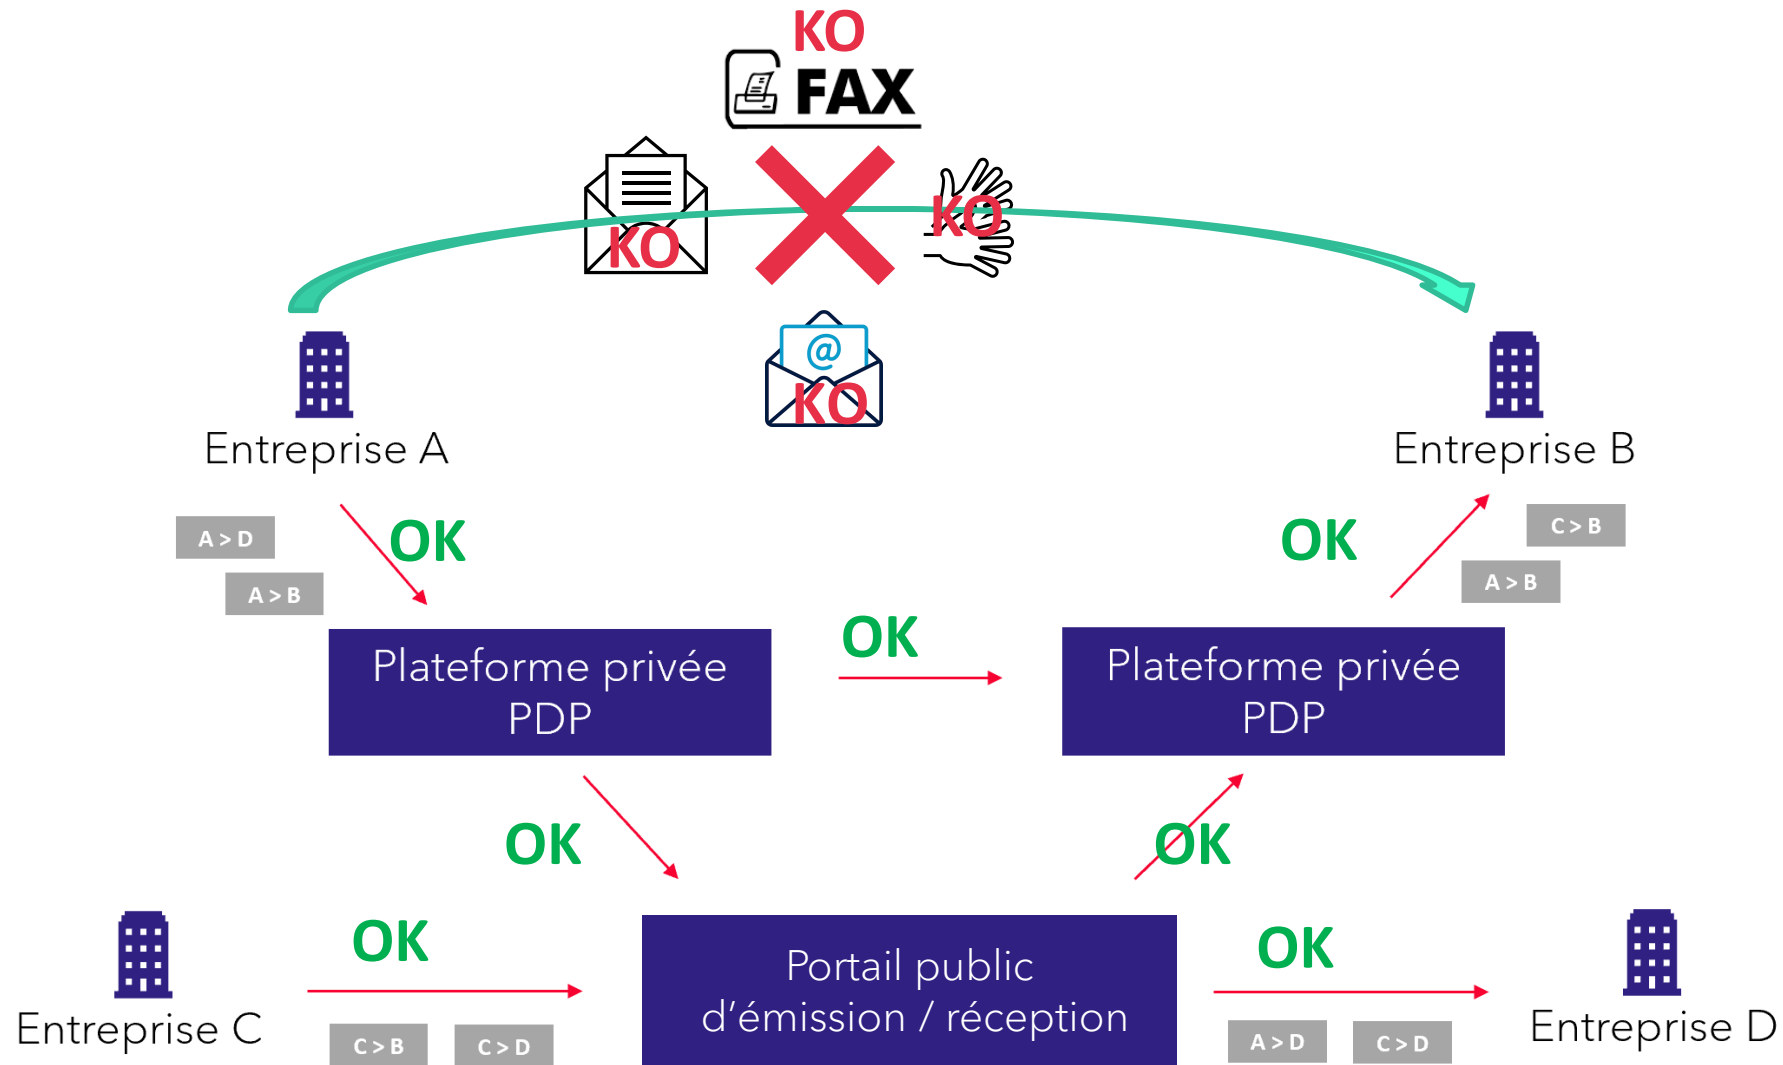 KO
FAX
KO
KO
@
KO
Entreprise A
Entreprise B
A > D
OK
OK
C > B
A > B
A > B
Plateforme privée
PDP
OK
Plateforme privée
PDP
OK
OK
OK
OK
Entreprise C
Portail public
d’émission / réception
Entreprise D
C > B
C > D
A > D
C > D